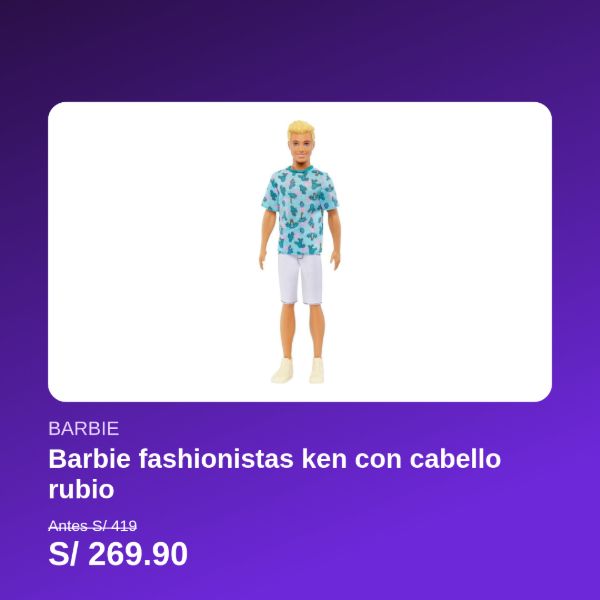 BARBIE
Barbie fashionistas ken con cabello
rubio
Antes S/ 419
S/ 269.90